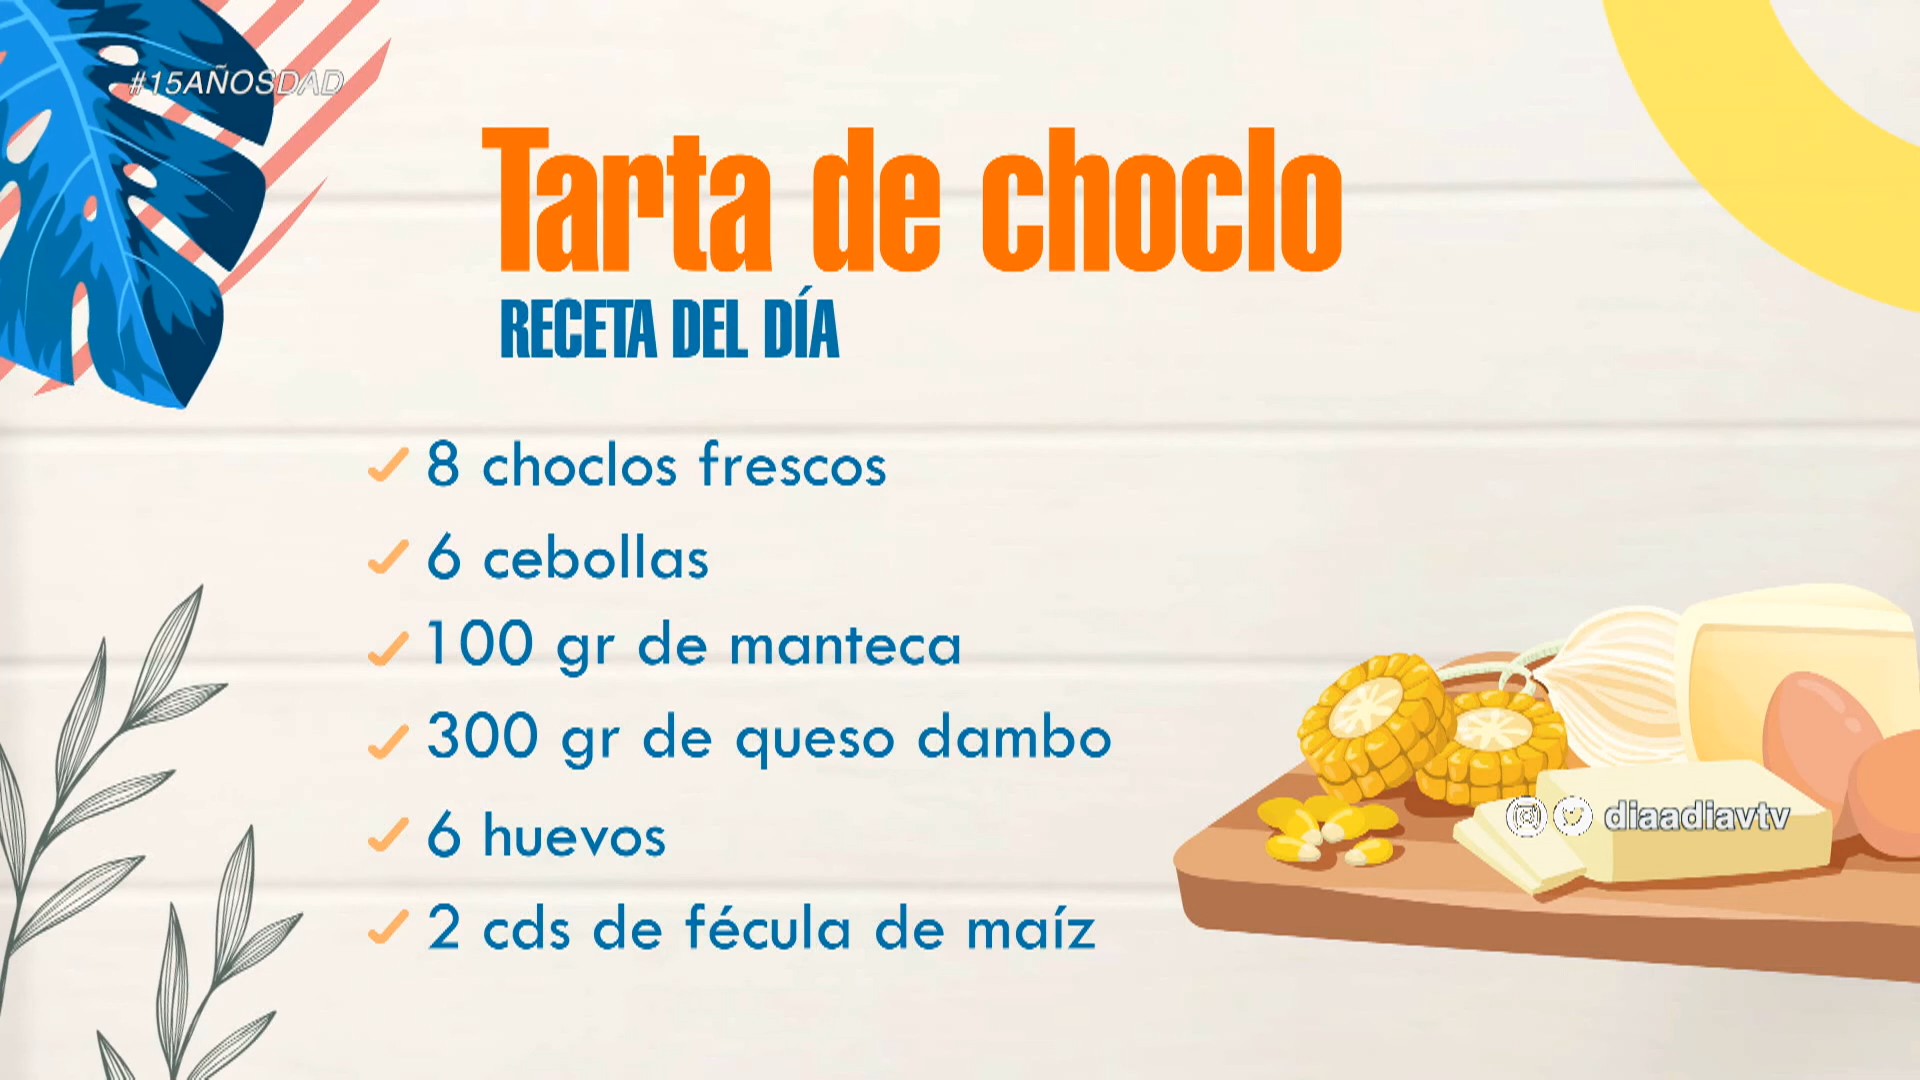 #15AÑOSDAD
Tarta de choclo
RECETA DEL DÍA
8 choclos frescos
6 cebollas
100 gr de manteca
300 gr de queso dambo
6 huevos
2 cds de fécula de maíz
diaadiavtv